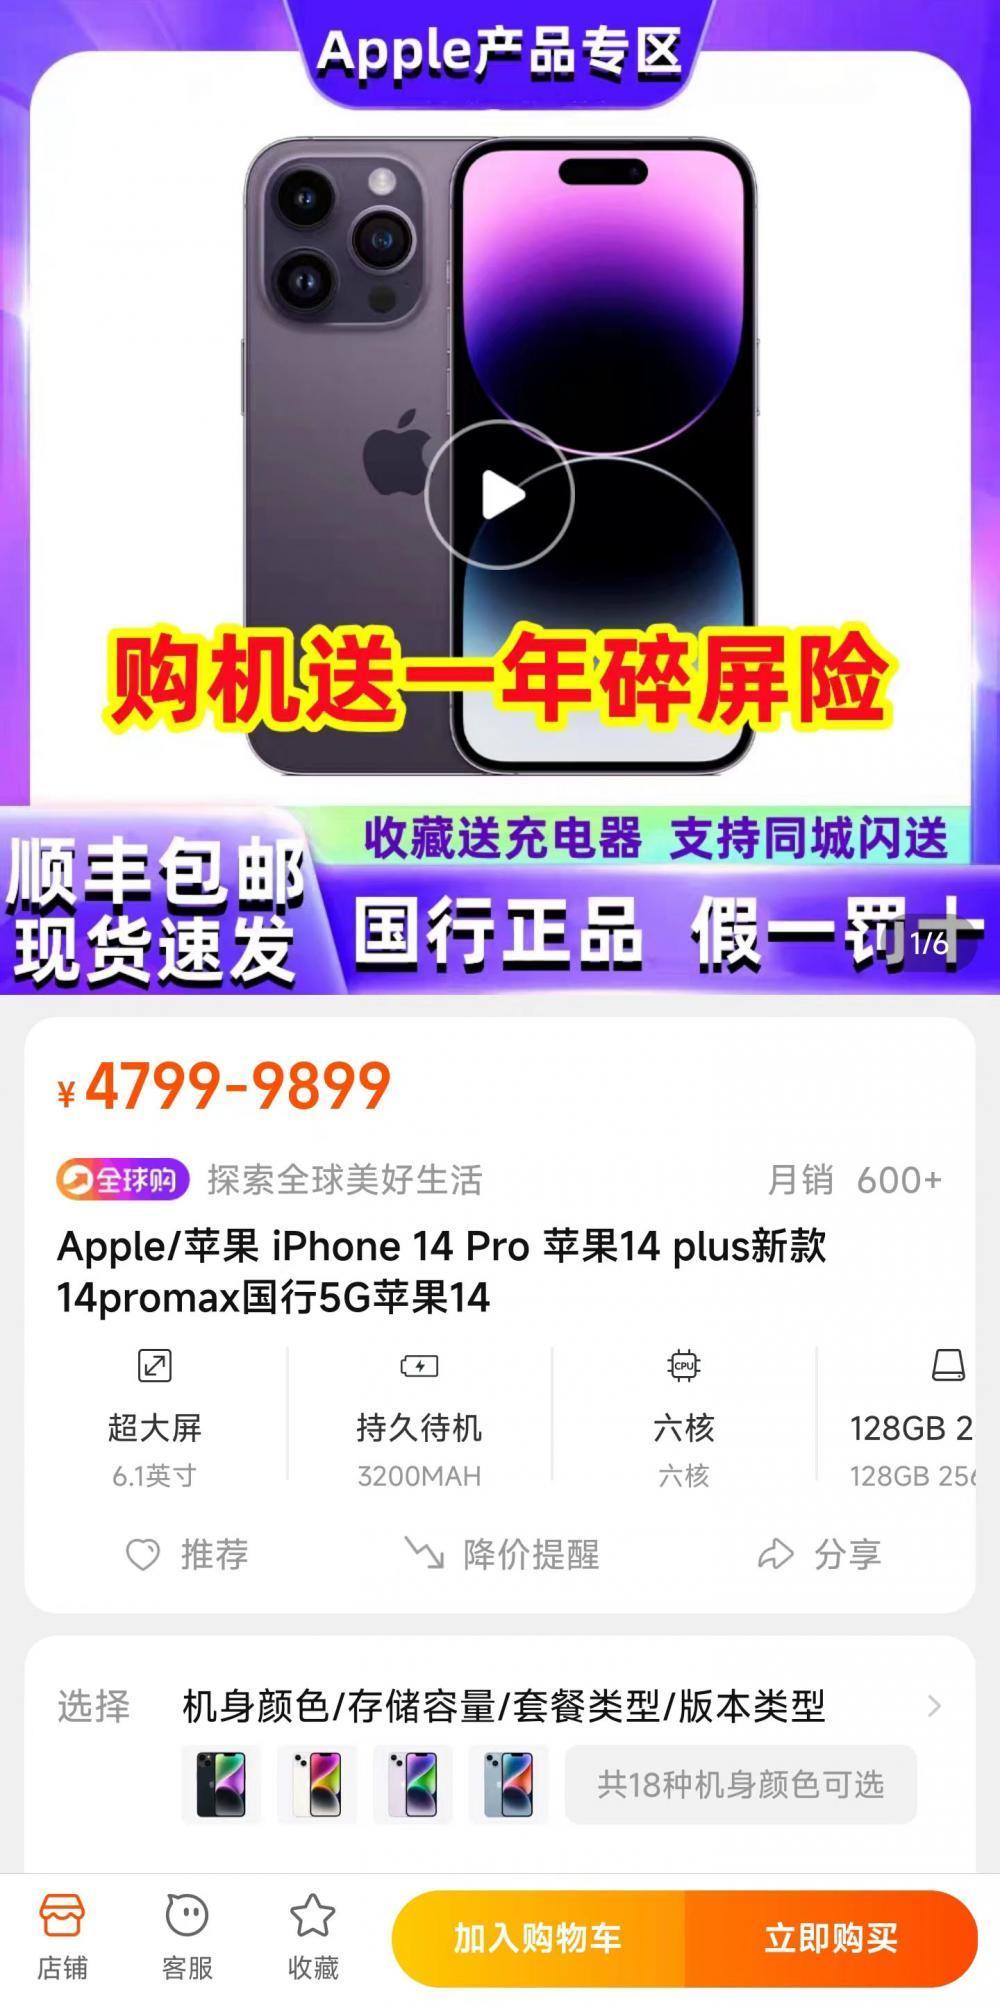 Apple产品专区
购机送一年碎屏险
收藏送充电器 支持同城闪送
顺丰包邮
现货速发
国行正品 假一罚十
1/6
¥4799-9899
全球购 探索全球美好生活 月销 600+
Apple/苹果 iPhone 14 Pro 苹果14 plus新款
14promax国行5G苹果14
CPU
超大屏 持久待机 六核 128GB 2
6.1英寸 3200MAH 六核 128GB 256
推荐 降价提醒 分享
选择 机身颜色/存储容量/套餐类型/版本类型
共18种机身颜色可选
店铺 客服 收藏 加入购物车 立即购买